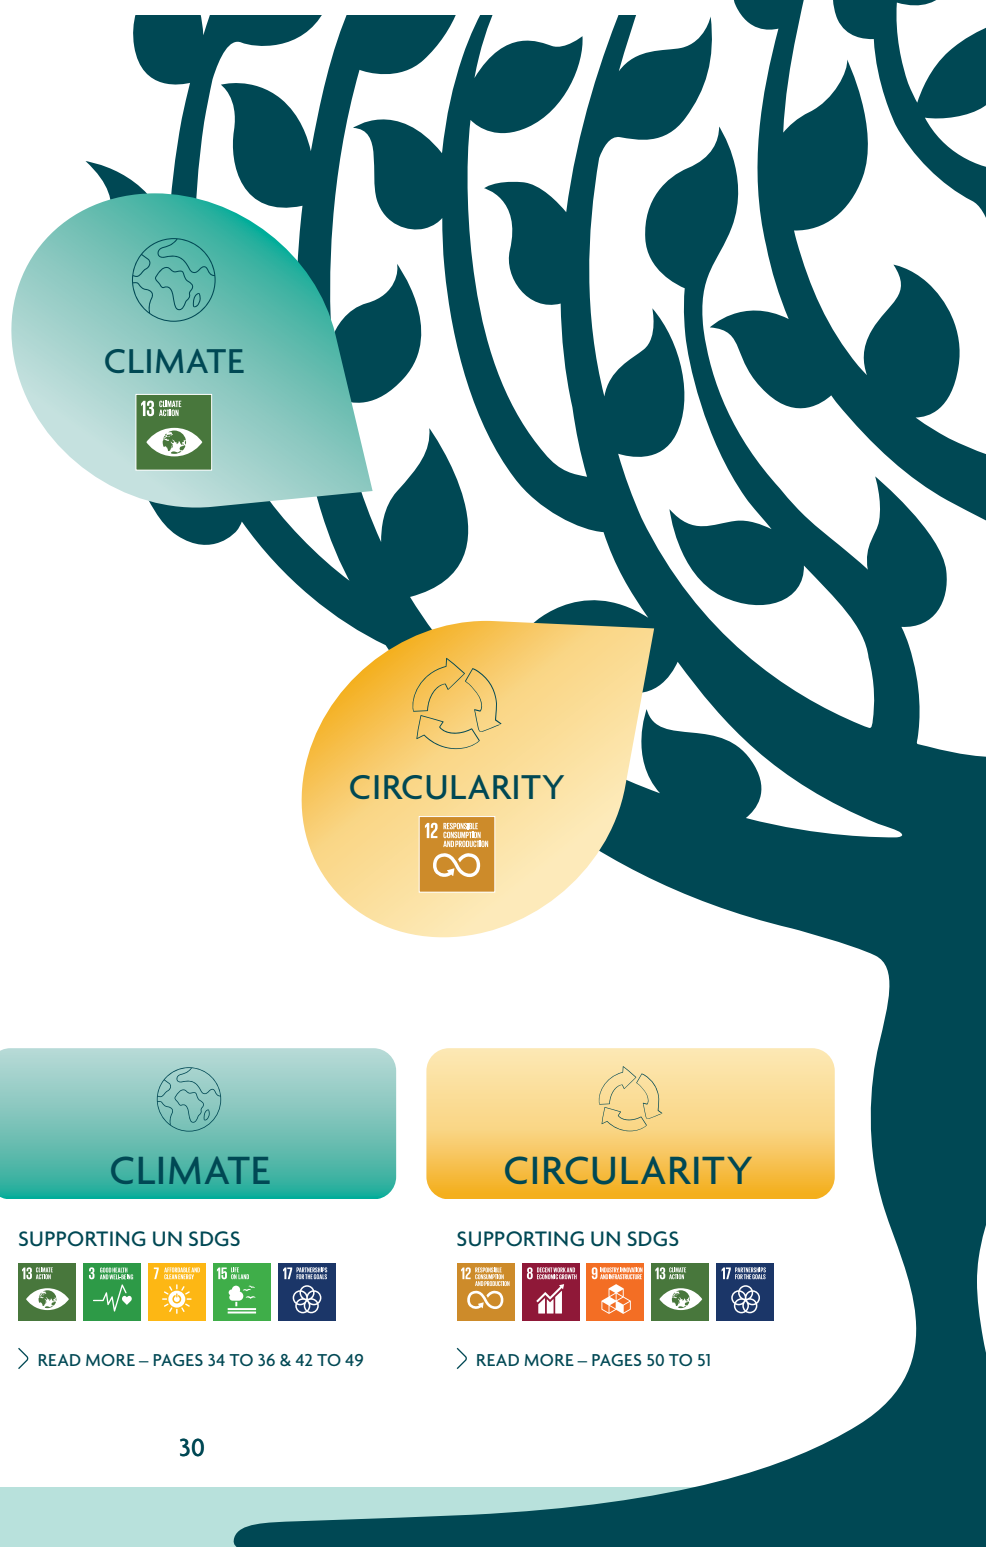 CLIMATE
13 CLIMATE
ACTION
CIRCULARITY
12 RESPONSIBLE
CONSUMPTION
AND PRODUCTION
CLIMATE
SUPPORTING UN SDGS
13 CLIMATE
ACTION
3 GOOD HEALTH
AND WELL-BEING
7 AFFORDABLE AND
CLEAN ENERGY
15 LIFE
ON LAND
17 PARTNERSHIPS
FOR THE GOALS
READ MORE – PAGES 34 TO 36 & 42 TO 49
CIRCULARITY
SUPPORTING UN SDGS
12 RESPONSIBLE
CONSUMPTION
AND PRODUCTION
8 DECENT WORK AND
ECONOMIC GROWTH
9 INDUSTRY, INNOVATION
AND INFRASTRUCTURE
13 CLIMATE
ACTION
17 PARTNERSHIPS
FOR THE GOALS
READ MORE – PAGES 50 TO 51
30